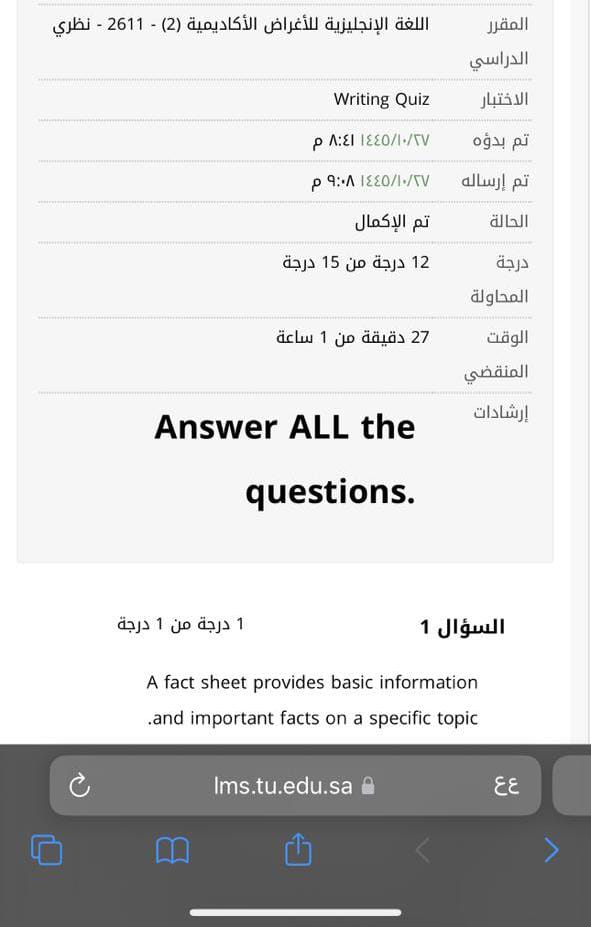 المقرر اللغة الإنجليزية للأغراض الأكاديمية (2) - 2611 - نظري
الدراسي
الاختبار Writing Quiz
تم بدؤه ١٤٤٥/١٠/٢٧ ٨:٤١ م
تم إرساله ١٤٤٥/١٠/٢٧ ٩:٠٨ م
الحالة تم الإكمال
درجة 12 درجة من 15 درجة
المحاولة
الوقت 27 دقيقة من 1 ساعة
المنقضي
إرشادات Answer ALL the
questions.
السؤال 1 1 درجة من 1 درجة
A fact sheet provides basic information
.and important facts on a specific topic
lms.tu.edu.sa عع